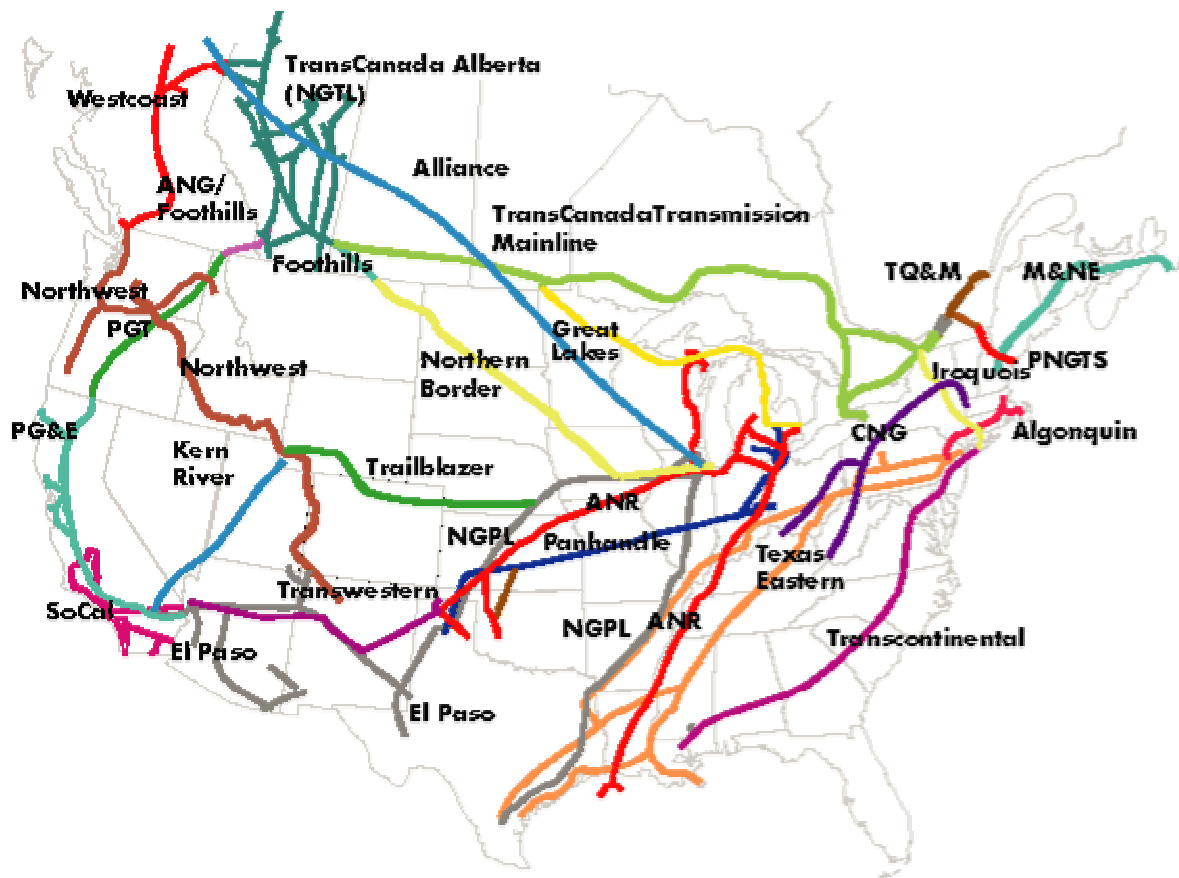 TransCanada Alberta
(NGTL)
Westcoast
Alliance
ANG/
Foothills
TransCanadaTransmission
Mainline
Foothills
TQ&M
M&NE
Northwest
PGT
Great
Lakes
Northern
Border
Northwest
Iroquois
PNGTS
PG&E
CNG
Algonquin
Kern
River
Trailblazer
ANR
NGPL
Panhandle
Texas
Eastern
Transwestern
SoCal
NGPL
ANR
Transcontinental
El Paso
El Paso